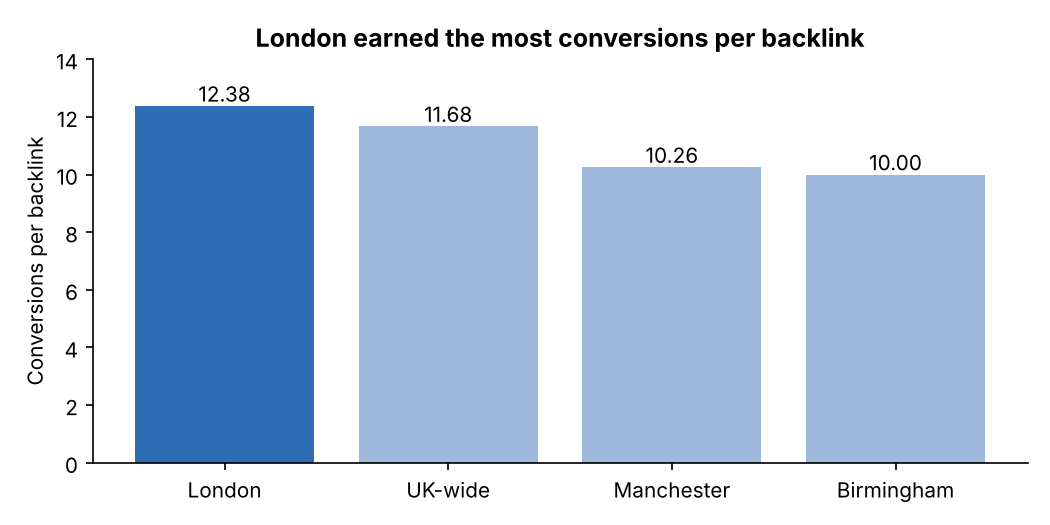 London earned the most conversions per backlink
Conversions per backlink
14
12
10
8
6
4
2
0
12.38
11.68
10.26
10.00
London
UK-wide
Manchester
Birmingham